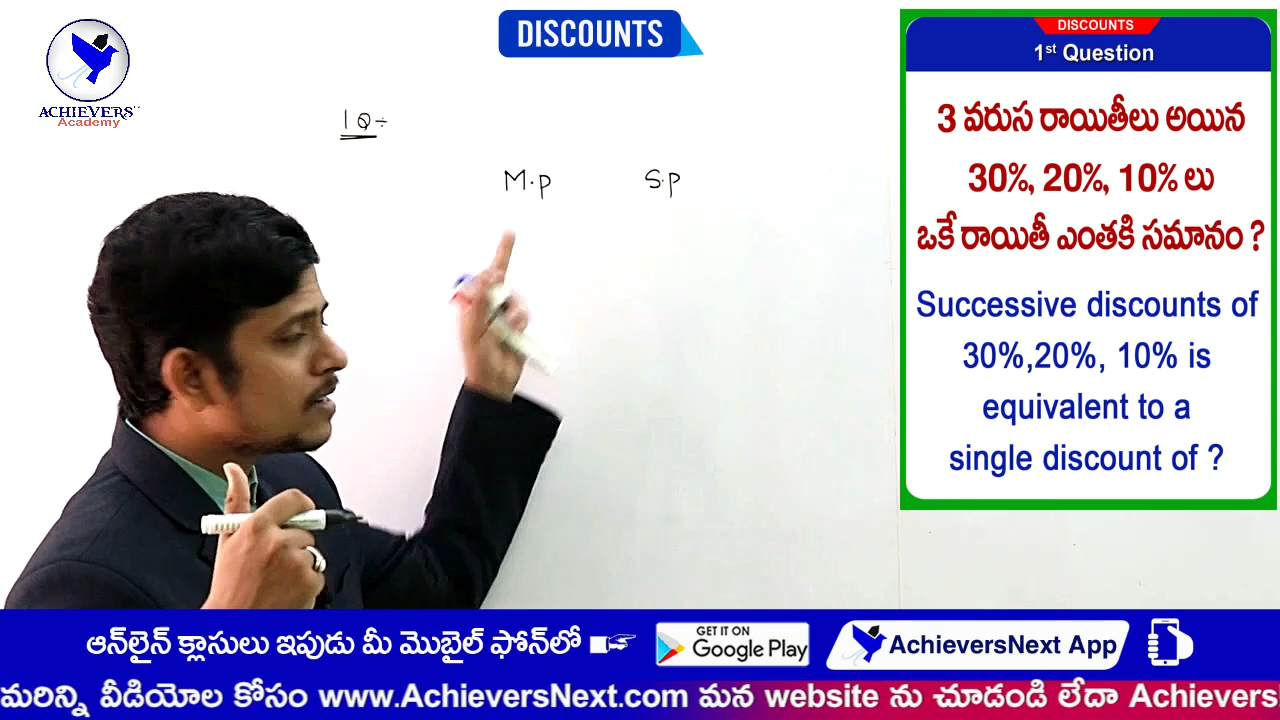 DISCOUNTS
ACHIEVERS''
Academy
1 Q ÷
M.p S.p
DISCOUNTS
1st Question
3 వరుస రాయితీలు అయిన
30%, 20%, 10% లు
ఒకే రాయితీ ఎంతకి సమానం ?
Successive discounts of
30%,20%, 10% is
equivalent to a
single discount of ?
ఆన్‌లైన్ క్లాసులు ఇపుడు మీ మొబైల్ ఫోన్‌లో
GET IT ON
Google Play
AchieversNext App
మరిన్ని వీడియోల కోసం www.AchieversNext.com మన website ను చూడండి లేదా Achievers